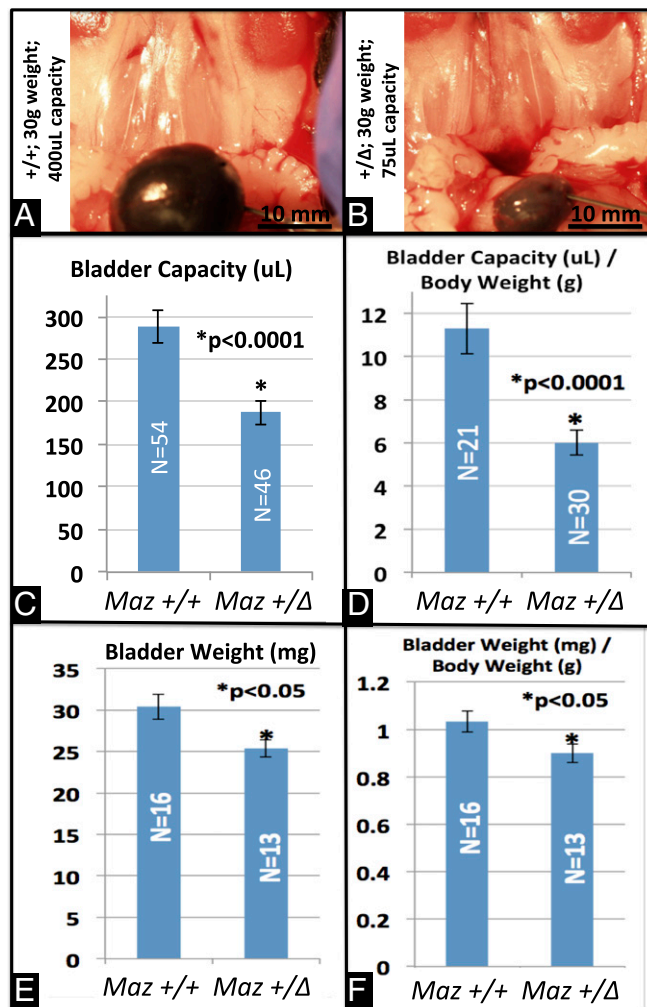 +/+; 30g weight;
400uL capacity
A
10 mm
+/Δ; 30g weight;
75uL capacity
B
10 mm
Bladder Capacity (uL)
300
250
200
150
100
50
0
*p<0.0001
*
N=54
N=46
C
Maz +/+
Maz +/Δ
Bladder Capacity (uL) /
Body Weight (g)
12
10
8
6
4
2
0
*p<0.0001
*
N=21
N=30
D
Maz +/+
Maz +/Δ
Bladder Weight (mg)
35
30
25
20
15
10
5
0
*p<0.05
*
N=16
N=13
E
Maz +/+
Maz +/Δ
Bladder Weight (mg) /
Body Weight (g)
1.2
1
0.8
0.6
0.4
0.2
0
*p<0.05
*
N=16
N=13
F
Maz +/+
Maz +/Δ